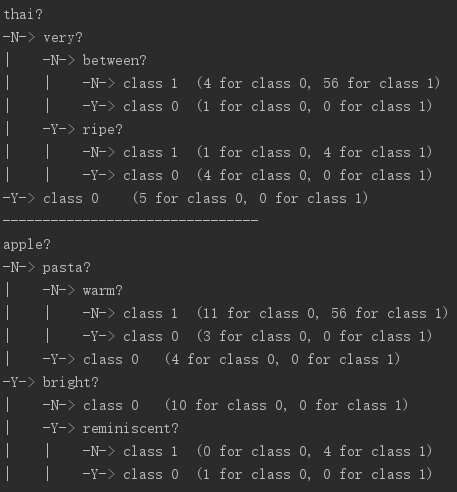 thai?
-N-> very?
|    -N-> between?
|    |    -N-> class 1  (4 for class 0, 56 for class 1)
|    |    -Y-> class 0  (1 for class 0, 0 for class 1)
|    -Y-> ripe?
|    |    -N-> class 1  (1 for class 0, 4 for class 1)
|    |    -Y-> class 0  (4 for class 0, 0 for class 1)
-Y-> class 0    (5 for class 0, 0 for class 1)
--------------------------------
apple?
-N-> pasta?
|    -N-> warm?
|    |    -N-> class 1  (11 for class 0, 56 for class 1)
|    |    -Y-> class 0  (3 for class 0, 0 for class 1)
|    -Y-> class 0   (4 for class 0, 0 for class 1)
-Y-> bright?
|    -N-> class 0   (10 for class 0, 0 for class 1)
|    -Y-> reminiscent?
|    |    -N-> class 1  (0 for class 0, 4 for class 1)
|    |    -Y-> class 0  (1 for class 0, 0 for class 1)